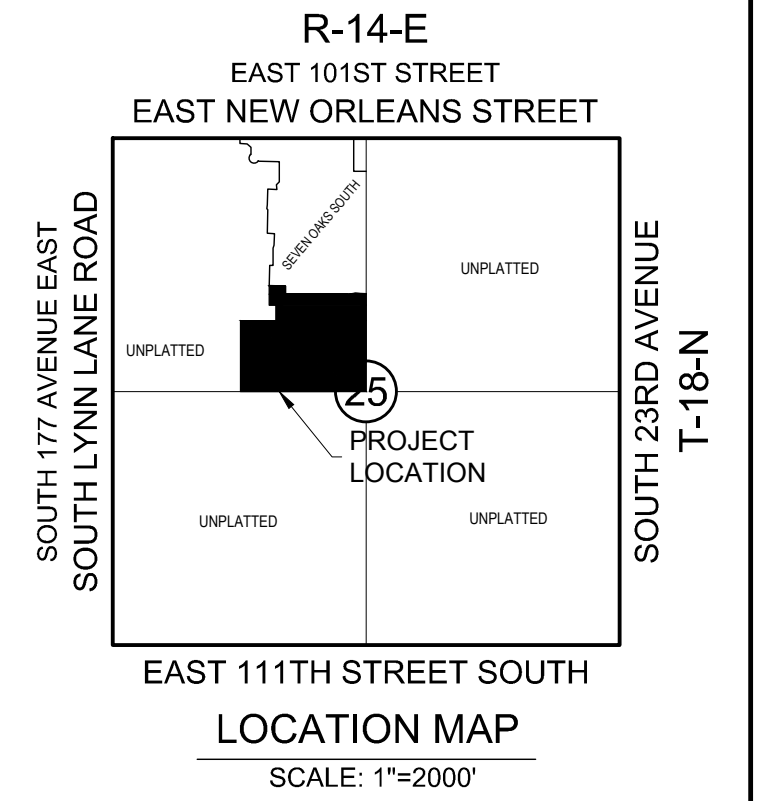 R-14-E
EAST 101ST STREET
EAST NEW ORLEANS STREET
SOUTH 177 AVENUE EAST
SOUTH LYNN LANE ROAD
SEVEN OAKS SOUTH
UNPLATTED
UNPLATTED
25
PROJECT
LOCATION
UNPLATTED
UNPLATTED
SOUTH 23RD AVENUE
T-18-N
EAST 111TH STREET SOUTH
LOCATION MAP
SCALE: 1"=2000'